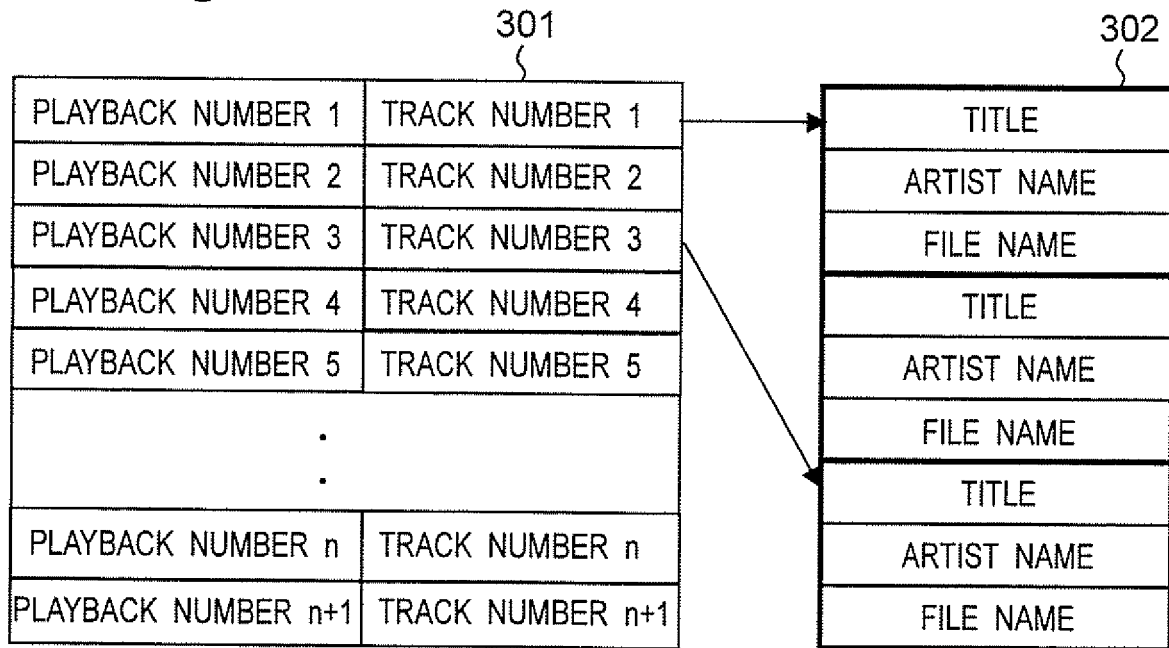 301
302
PLAYBACK NUMBER 1 TRACK NUMBER 1
PLAYBACK NUMBER 2 TRACK NUMBER 2
PLAYBACK NUMBER 3 TRACK NUMBER 3
PLAYBACK NUMBER 4 TRACK NUMBER 4
PLAYBACK NUMBER 5 TRACK NUMBER 5
PLAYBACK NUMBER n TRACK NUMBER n
PLAYBACK NUMBER n+1 TRACK NUMBER n+1
TITLE
ARTIST NAME
FILE NAME
TITLE
ARTIST NAME
FILE NAME
TITLE
ARTIST NAME
FILE NAME